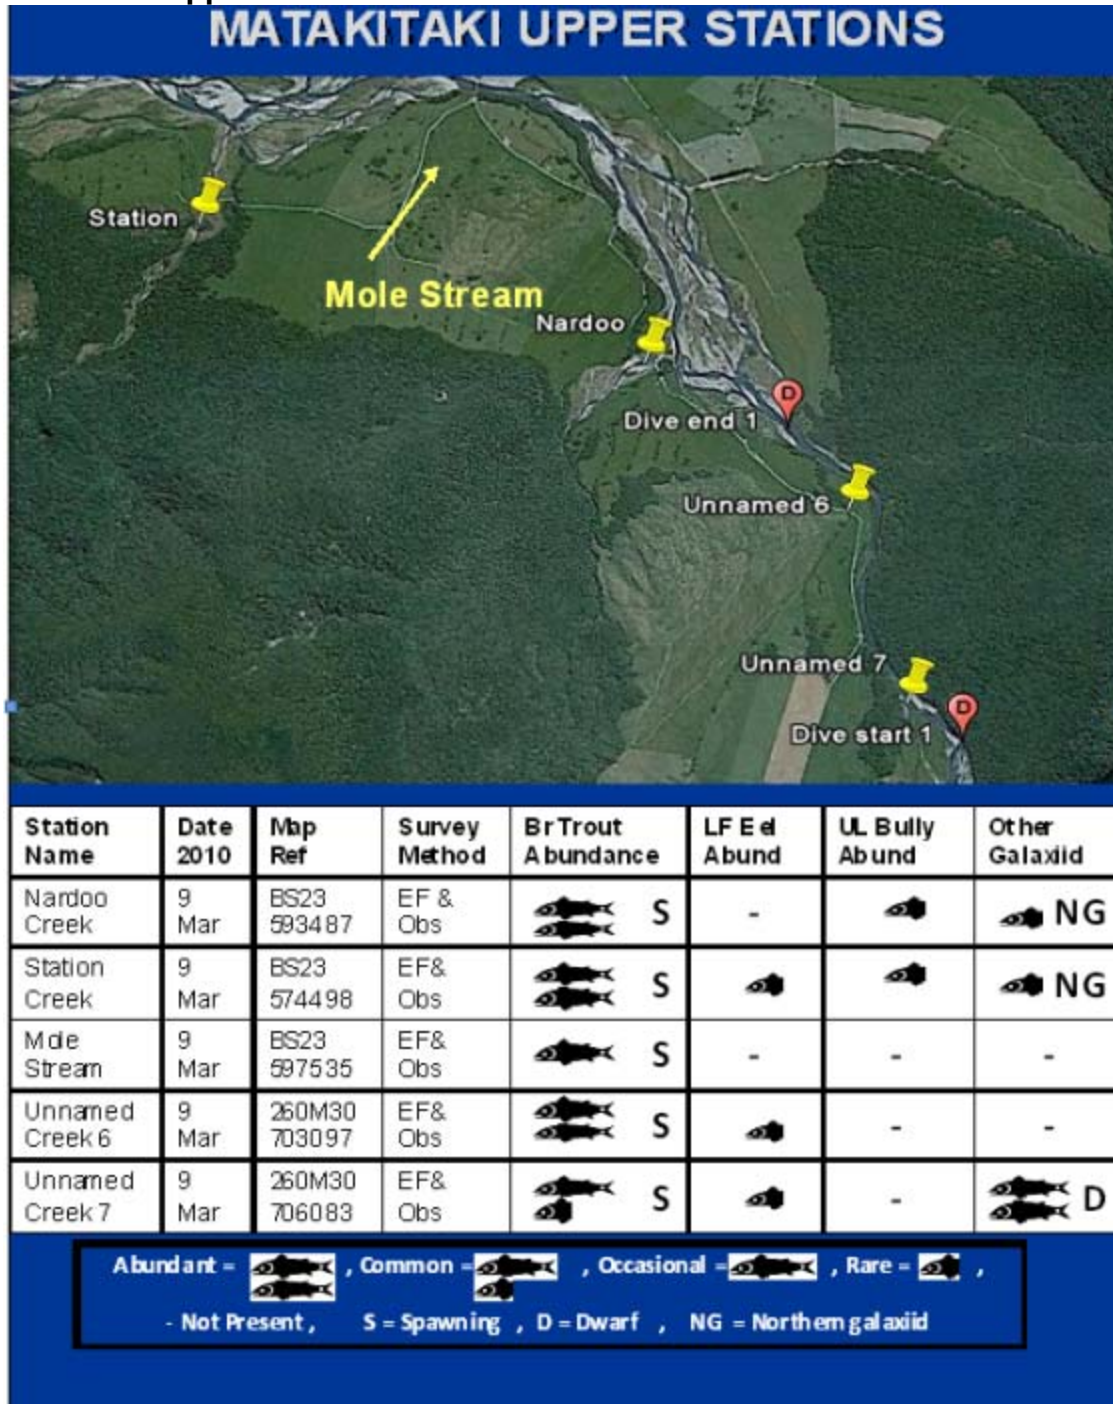 MATAKITAKI UPPER STATIONS
Station
Mole Stream
Nardoo
D
Dive end 1
Unnamed 6
Unnamed 7
D
Dive start 1
Station Name Date 2010 Map Ref Survey Method Br Trout Abundance LF Eel Abund UL Bully Abund Other Galaxiid
Nardoo Creek 9 Mar BS23 593487 EF & Obs S - NG
Station Creek 9 Mar BS23 574498 EF& Obs S NG
Mole Stream 9 Mar BS23 597535 EF& Obs S - - -
Unnamed Creek 6 9 Mar 260M30 703097 EF& Obs S - -
Unnamed Creek 7 9 Mar 260M30 706083 EF& Obs S - D
Abundant = , Common = , Occasional = , Rare = ,
- Not Present , S = Spawning , D = Dwarf , NG = Northern galaxiid